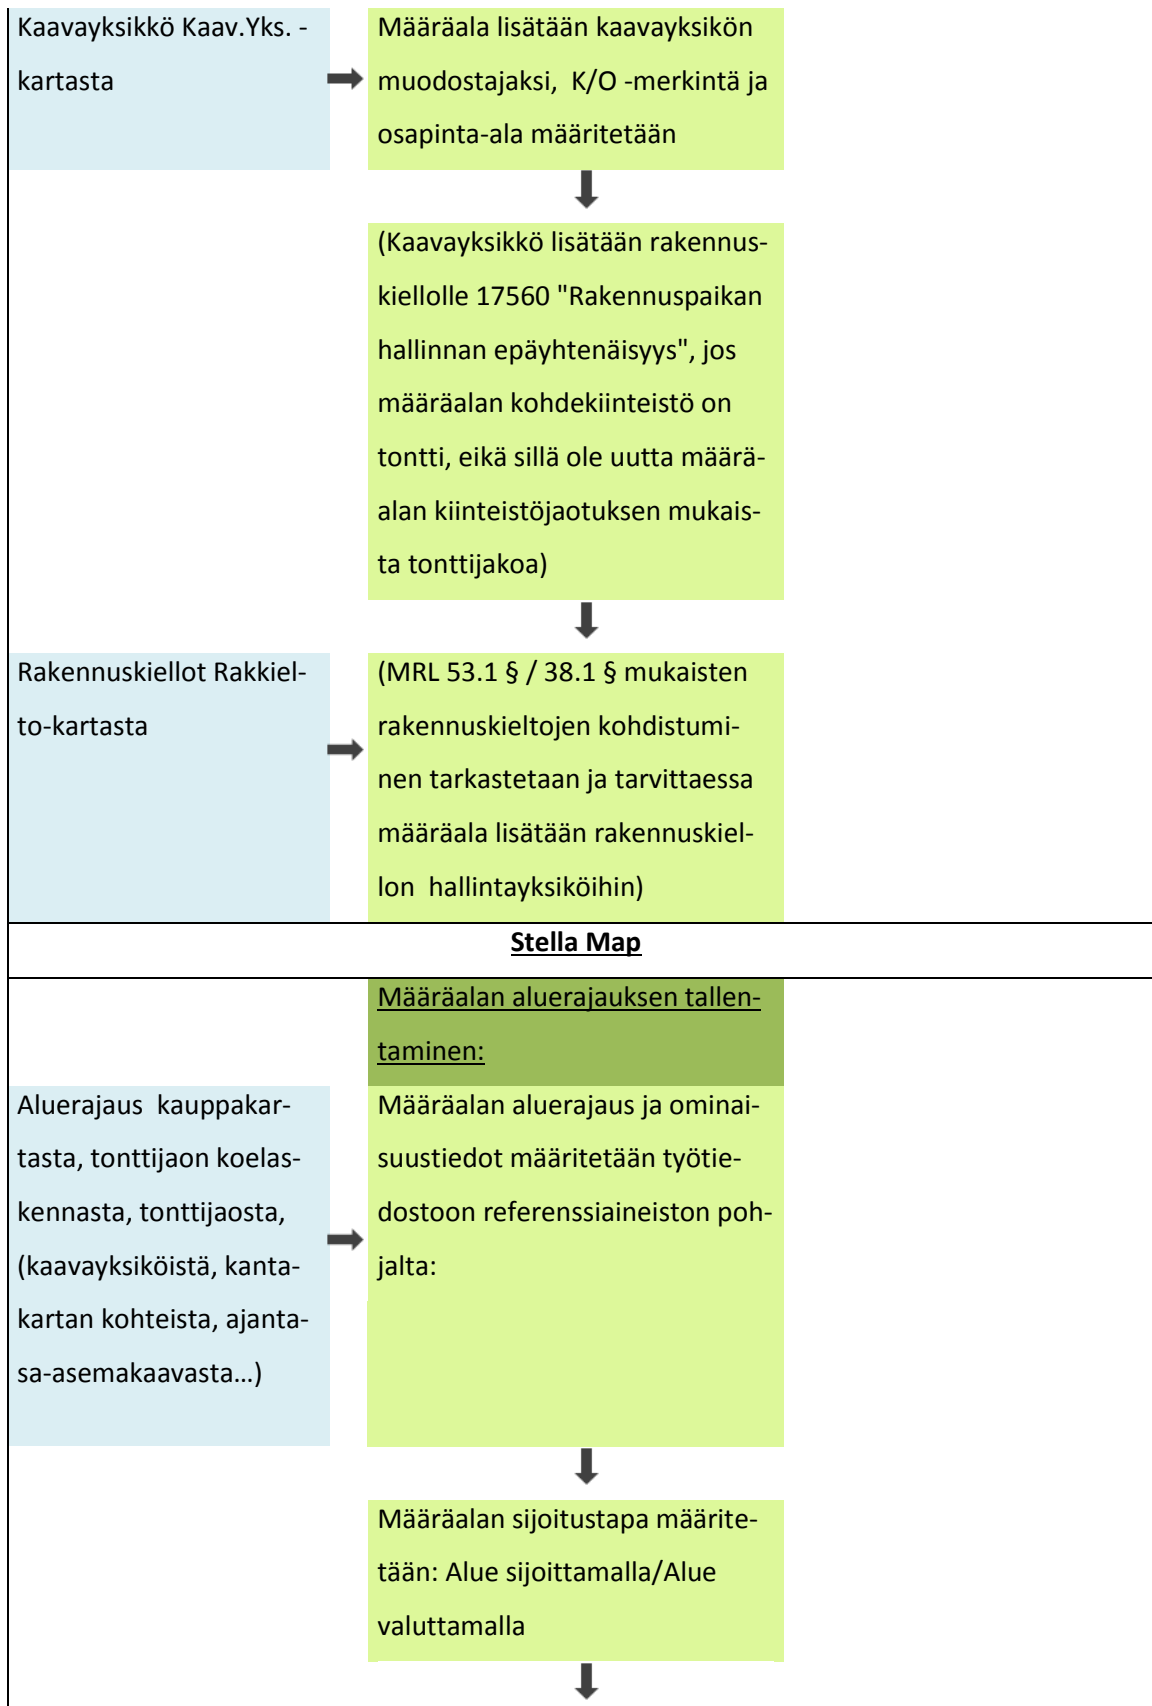 Kaavayksikkö Kaav.Yks. -
kartasta
Määräala lisätään kaavayksikön
muodostajaksi, K/O -merkintä ja
osapinta-ala määritetään
(Kaavayksikkö lisätään rakennus-
kiellolle 17560 "Rakennuspaikan
hallinnan epäyhtenäisyys", jos
määräalan kohdekiinteistö on
tontti, eikä sillä ole uutta määrä-
alan kiinteistöjaotuksen mukais-
ta tonttijakoa)
Rakennuskiellot Rakkiel-
to-kartasta
(MRL 53.1 § / 38.1 § mukaisten
rakennuskieltojen kohdistumi-
nen tarkastetaan ja tarvittaessa
määräala lisätään rakennuskiel-
lon hallintayksiköihin)
Stella Map
Määräalan aluerajauksen tallen-
taminen:
Aluerajaus kauppakar-
tasta, tonttijaon koelas-
kennasta, tonttijaosta,
(kaavayksiköistä, kanta-
kartan kohteista, ajanta-
sa-asemakaavasta…)
Määräalan aluerajaus ja ominai-
suustiedot määritetään työtie-
dostoon referenssiaineiston poh-
jalta:
Määräalan sijoitustapa määrite-
tään: Alue sijoittamalla/Alue
valuttamalla